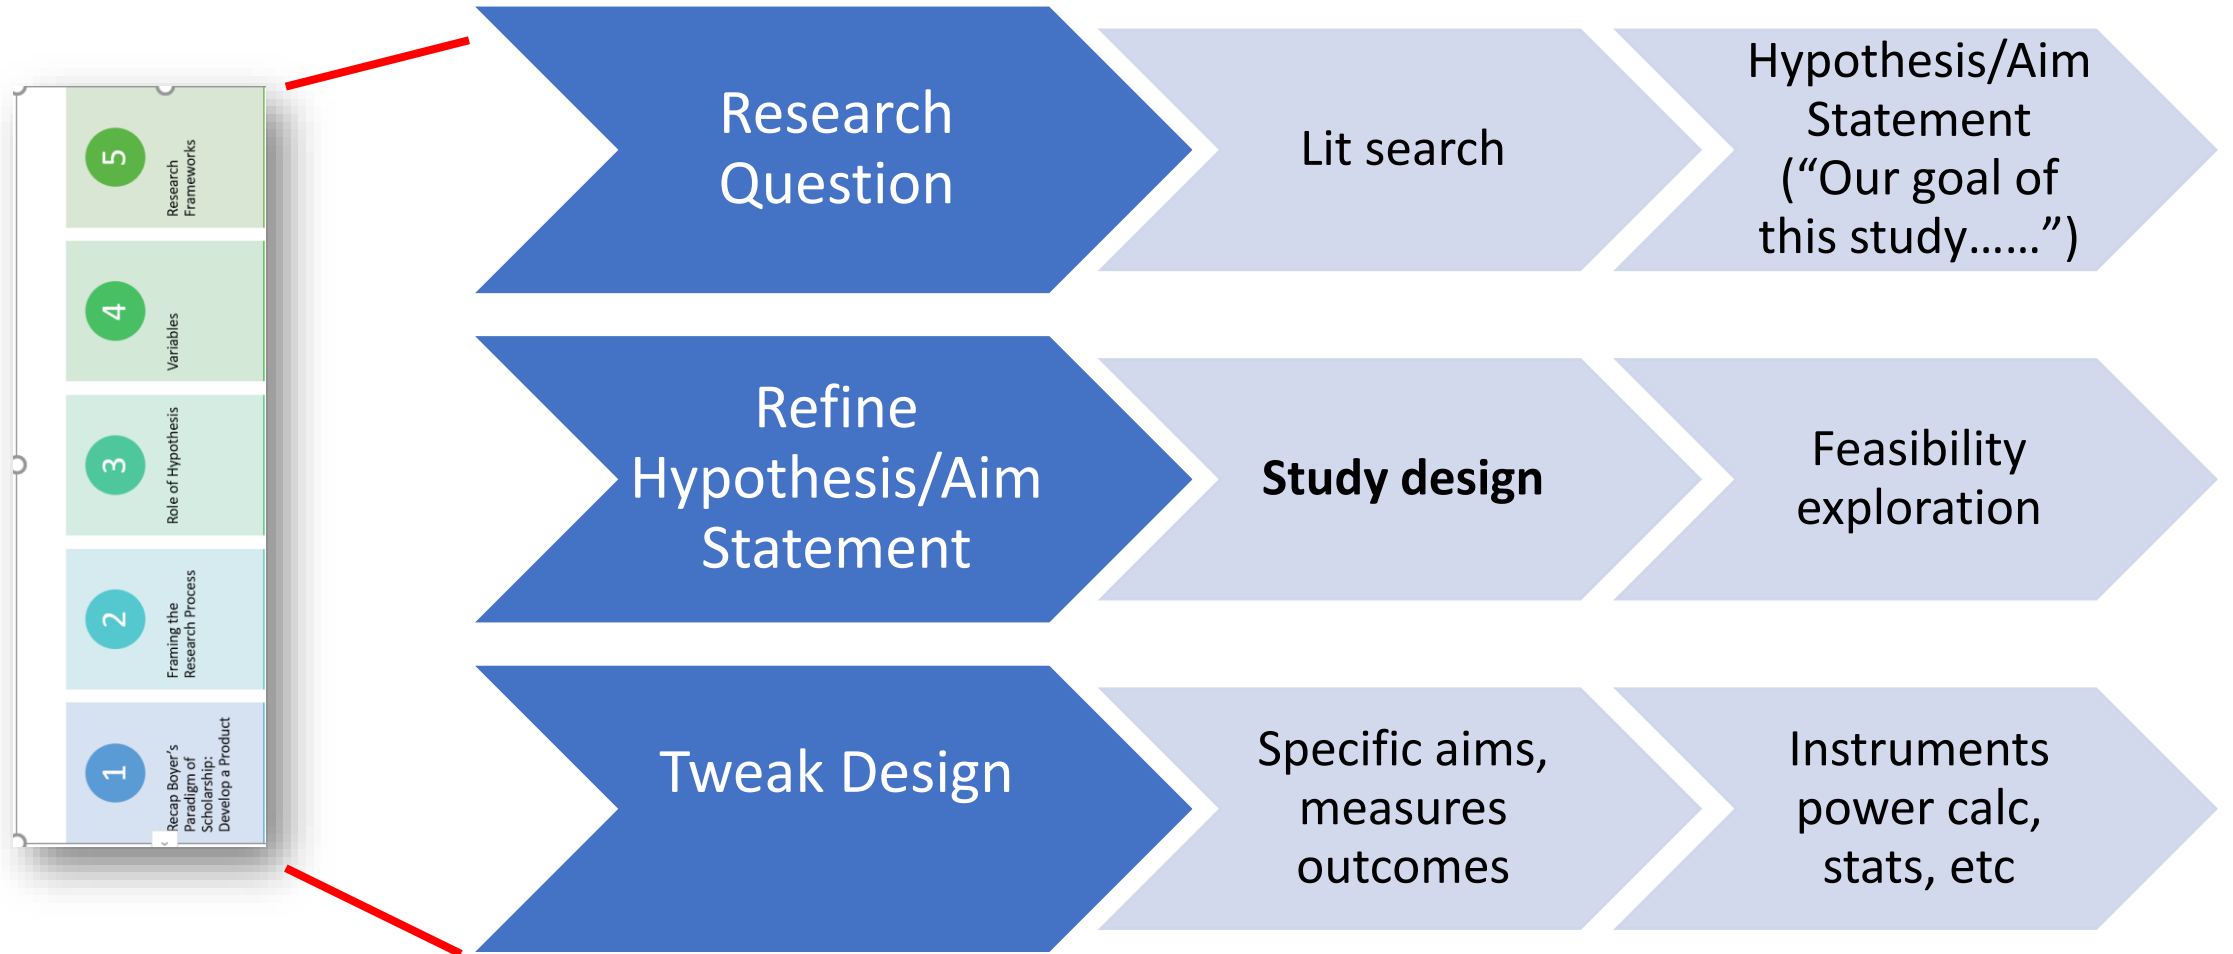 5
Research
Frameworks
4
Variables
3
Role of Hypothesis
2
Framing the
Research Process
1
Recap Boyer's
Paradigm of
Scholarship:
Develop a Product
Research
Question
Lit search
Hypothesis/Aim
Statement
(“Our goal of
this study......”)
Refine
Hypothesis/Aim
Statement
Study design
Feasibility
exploration
Tweak Design
Specific aims,
measures
outcomes
Instruments
power calc,
stats, etc